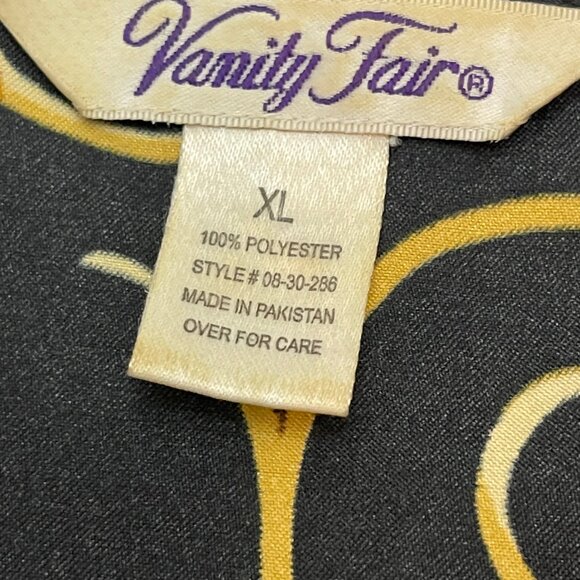 Vanity Fair®
XL
100% POLYESTER
STYLE # 08-30-286
MADE IN PAKISTAN
OVER FOR CARE